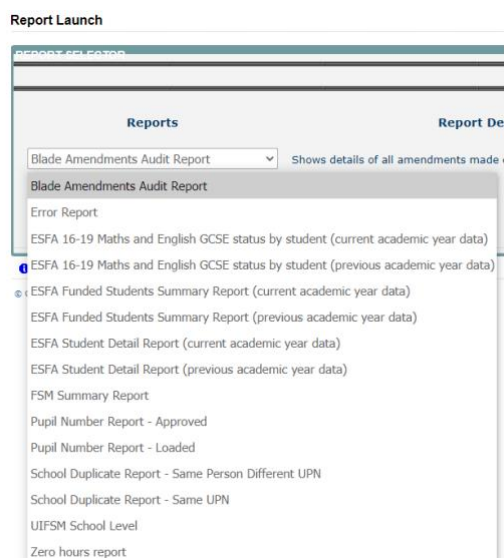 Report Launch
REPORT SELECTOR
Reports
Report De
Blade Amendments Audit Report
Shows details of all amendments made
Blade Amendments Audit Report
Error Report
ESFA 16-19 Maths and English GCSE status by student (current academic year data)
ESFA 16-19 Maths and English GCSE status by student (previous academic year data)
ESFA Funded Students Summary Report (current academic year data)
©
ESFA Funded Students Summary Report (previous academic year data)
ESFA Student Detail Report (current academic year data)
ESFA Student Detail Report (previous academic year data)
FSM Summary Report
Pupil Number Report - Approved
Pupil Number Report - Loaded
School Duplicate Report - Same Person Different UPN
School Duplicate Report - Same UPN
UIFSM School Level
Zero hours report